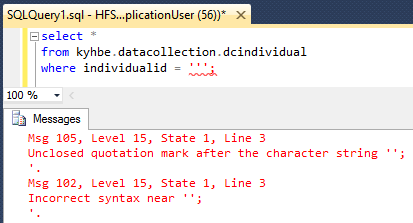 SQLQuery1.sql - HFS...plicationUser (56))*
select *
from kyhbe.datacollection.dcindividual
where individualid = ''';
100 %
Messages
Msg 105, Level 15, State 1, Line 3
Unclosed quotation mark after the character string '';
'.
Msg 102, Level 15, State 1, Line 3
Incorrect syntax near '';
'.